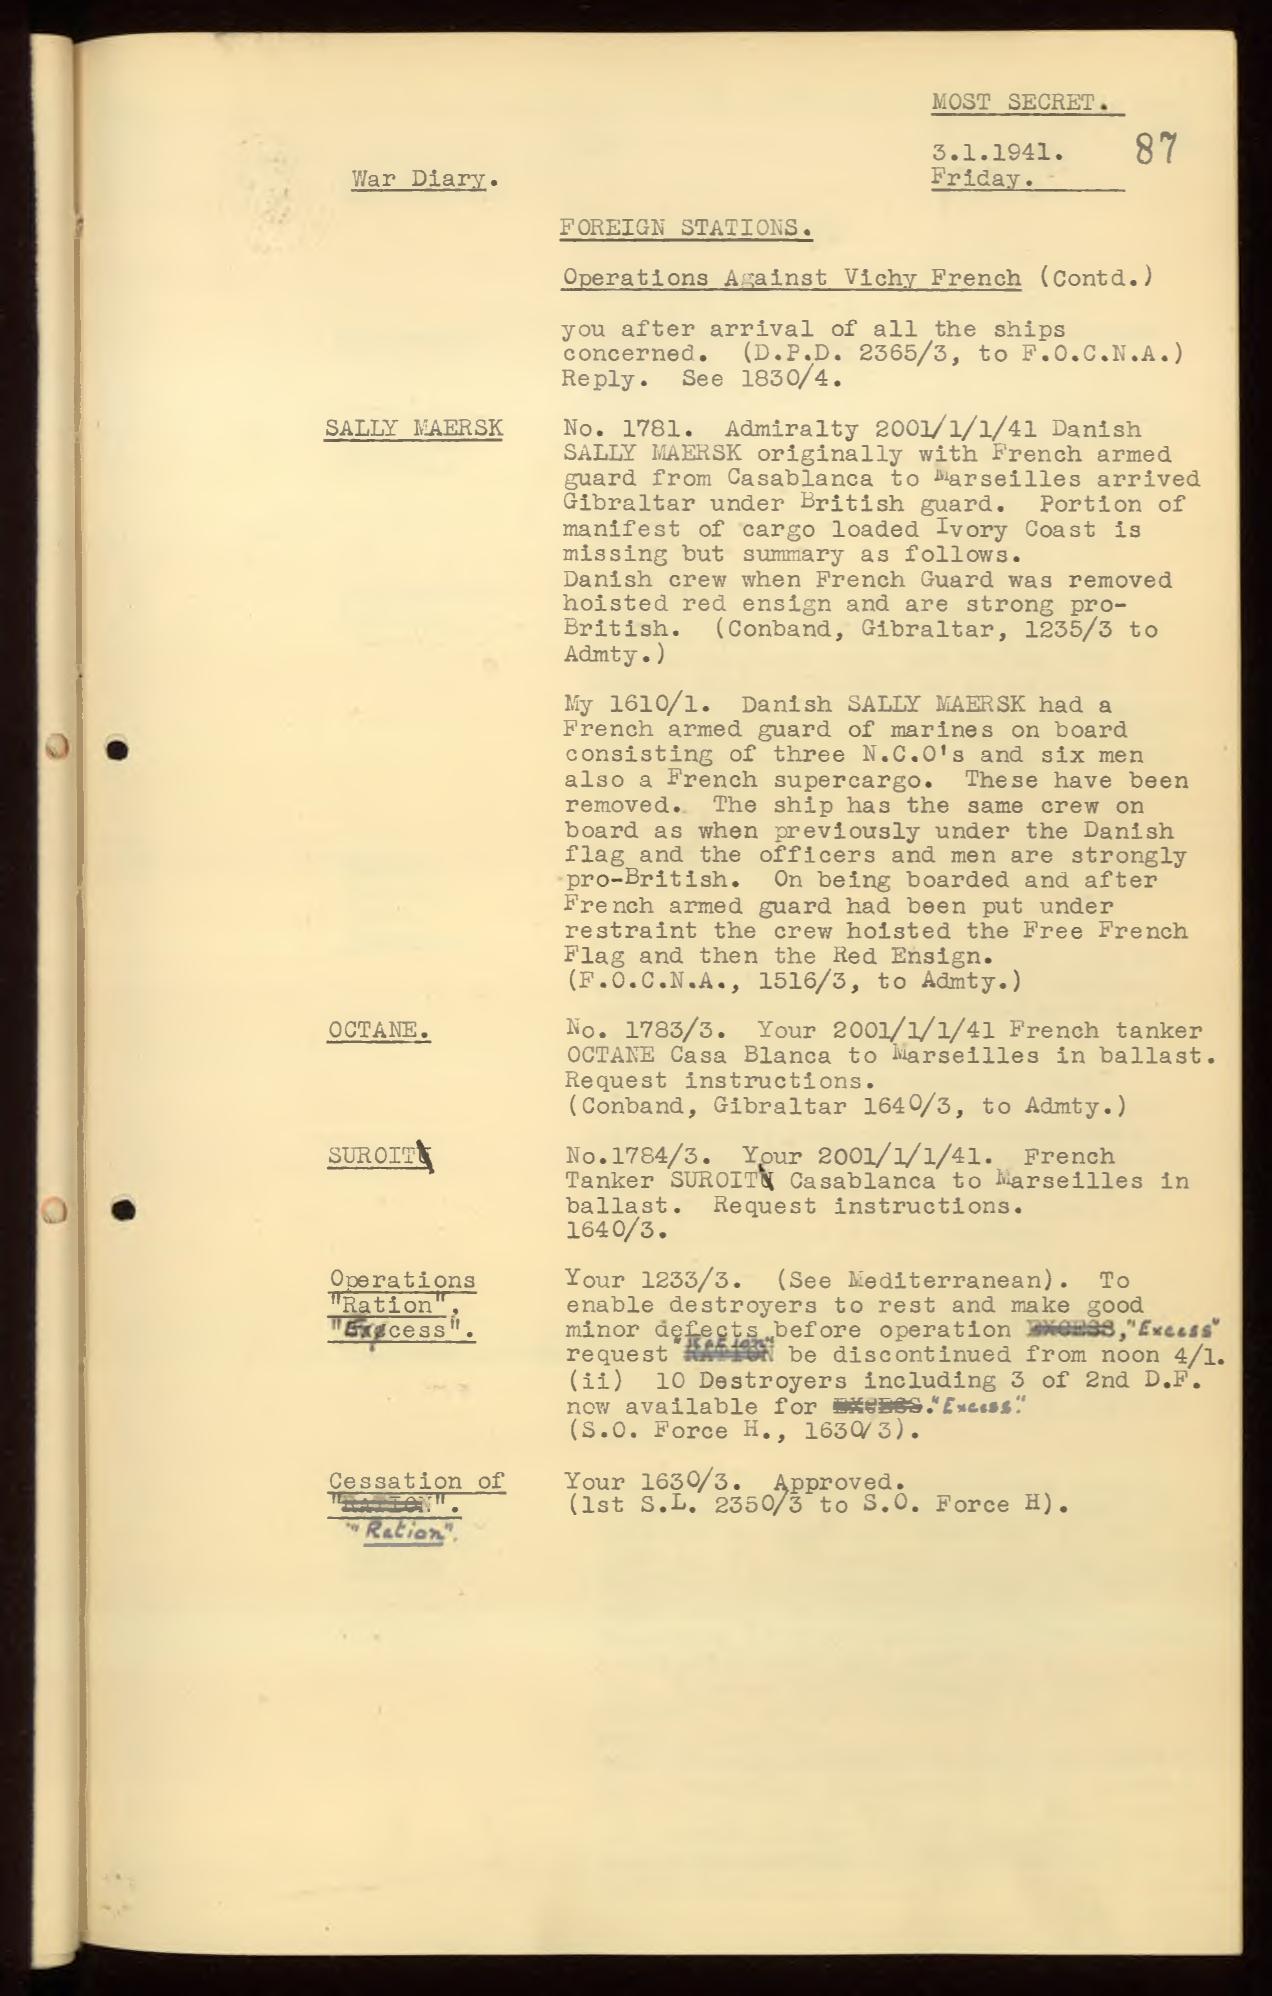 MOST SECRET.
3.1.1941.
87
War Diary.
Friday.
FOREIGN STATIONS.
Operations Against Vichy French (Contd.)
you after arrival of all the ships
concerned. (D.P.D. 2365/3, to F.O.C.N.A.)
Reply. See 1830/4.
SALLY MAERSK
No. 1781. Admiralty 2001/1/1/41 Danish
SALLY MAERSK originally with French armed
guard from Casablanca to Marseilles arrived
Gibraltar under British guard. Portion of
manifest of cargo loaded Ivory Coast is
missing but summary as follows.
Danish crew when French Guard was removed
hoisted red ensign and are strong pro-
British. (Conband, Gibraltar, 1235/3 to
Admty.)
My 1610/1. Danish SALLY MAERSK had a
French armed guard of marines on board
consisting of three N.C.O's and six men
also a French supercargo. These have been
removed. The ship has the same crew on
board as when previously under the Danish
flag and the officers and men are strongly
pro-British. On being boarded and after
French armed guard had been put under
restraint the crew hoisted the Free French
Flag and then the Red Ensign.
(F.O.C.N.A., 1516/3, to Admty.)
OCTANE.
No. 1783/3. Your 2001/1/1/41 French tanker
OCTANE Casa Blanca to Marseilles in ballast.
Request instructions.
(Conband, Gibraltar 1640/3, to Admty.)
SUROIT
No.1784/3. Your 2001/1/1/41. French
Tanker SUROIT Casablanca to Marseilles in
ballast. Request instructions.
1640/3.
Operations
"Ration",
"Excess".
Your 1233/3. (See Mediterranean). To
enable destroyers to rest and make good
minor defects before operation EXCESS, "Excess"
request "Ration" RATION be discontinued from noon 4/1.
(ii) 10 Destroyers including 3 of 2nd D.F.
now available for EXCESS. "Excess".
(S.O. Force H., 1630/3).
Cessation of
"RATION".
"Ration".
Your 1630/3. Approved.
(1st S.L. 2350/3 to S.O. Force H).